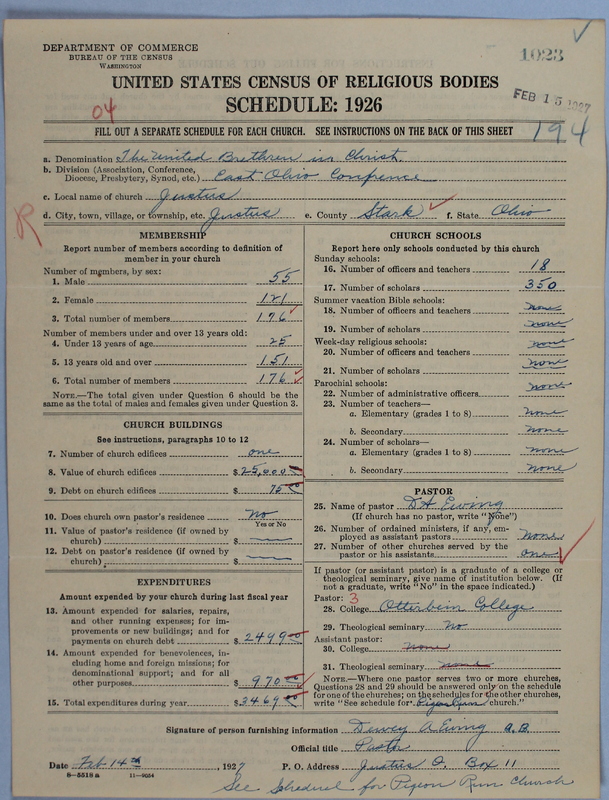 DEPARTMENT OF COMMERCE
BUREAU OF THE CENSUS
WASHINGTON
1023
UNITED STATES CENSUS OF RELIGIOUS BODIES
SCHEDULE: 1926
FEB 15 1927
04
194
FILL OUT A SEPARATE SCHEDULE FOR EACH CHURCH. SEE INSTRUCTIONS ON THE BACK OF THIS SHEET
a. Denomination The United Brethren in Christ
b. Division (Association, Conference, Diocese, Presbytery, Synod, etc.) East Ohio Confrence
c. Local name of church Justus
d. City, town, village, or township, etc. Justus e. County Stark f. State Ohio
R
MEMBERSHIP
Report number of members according to definition of member in your church
Number of members, by sex:
1. Male 55
2. Female 121
3. Total number of members 176
Number of members under and over 13 years old:
4. Under 13 years of age 25
5. 13 years old and over 151
6. Total number of members 176
NOTE.—The total given under Question 6 should be the same as the total of males and females given under Question 3.
CHURCH BUILDINGS
See instructions, paragraphs 10 to 12
7. Number of church edifices one
8. Value of church edifices $25,000
9. Debt on church edifices $75
10. Does church own pastor's residence No
Yes or No
11. Value of pastor's residence (if owned by church) $ —
12. Debt on pastor's residence (if owned by church) $ —
EXPENDITURES
Amount expended by your church during last fiscal year
13. Amount expended for salaries, repairs, and other running expenses; for improvements or new buildings; and for payments on church debt $2499
14. Amount expended for benevolences, including home and foreign missions; for denominational support; and for all other purposes $970
15. Total expenditures during year $3469
CHURCH SCHOOLS
Report here only schools conducted by this church
Sunday schools:
16. Number of officers and teachers 18
17. Number of scholars 350
Summer vacation Bible schools:
18. Number of officers and teachers none
19. Number of scholars none
Week-day religious schools: none
20. Number of officers and teachers
21. Number of scholars none
Parochial schools:
22. Number of administrative officers none
23. Number of teachers—
a. Elementary (grades 1 to 8) none
b. Secondary none
24. Number of scholars—
a. Elementary (grades 1 to 8) none
b. Secondary none
PASTOR
25. Name of pastor D.A. Ewing
(If church has no pastor, write "None")
26. Number of ordained ministers, if any, employed as assistant pastors none
27. Number of other churches served by the pastor or his assistants one
If pastor (or assistant pastor) is a graduate of a college or theological seminary, give name of institution below. (If not a graduate, write "No" in the space indicated.)
Pastor: 3
28. College Otterbein College
29. Theological seminary No
Assistant pastor:
30. College none
31. Theological seminary none
NOTE.—Where one pastor serves two or more churches, Questions 28 and 29 should be answered only on the schedule for one of the churches; on the schedules for the other churches, write "See schedule for Pigeon Run church."
Signature of person furnishing information Dewey A Ewing A.B.
Official title Pastor
Date Feb 14th, 1927 P. O. Address Justus O. Box 11
8—5518 a 11—9034
See Schedual for Pigeon Run Church